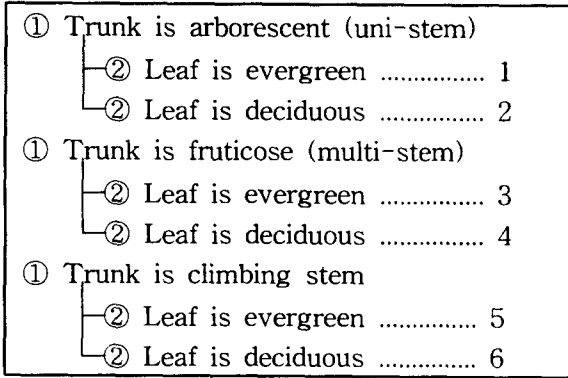 ① Trunk is arborescent (uni-stem)
② Leaf is evergreen ................ 1
② Leaf is deciduous ................ 2
① Trunk is fruticose (multi-stem)
② Leaf is evergreen ................ 3
② Leaf is deciduous ................ 4
① Trunk is climbing stem
② Leaf is evergreen ............... 5
② Leaf is deciduous ............... 6